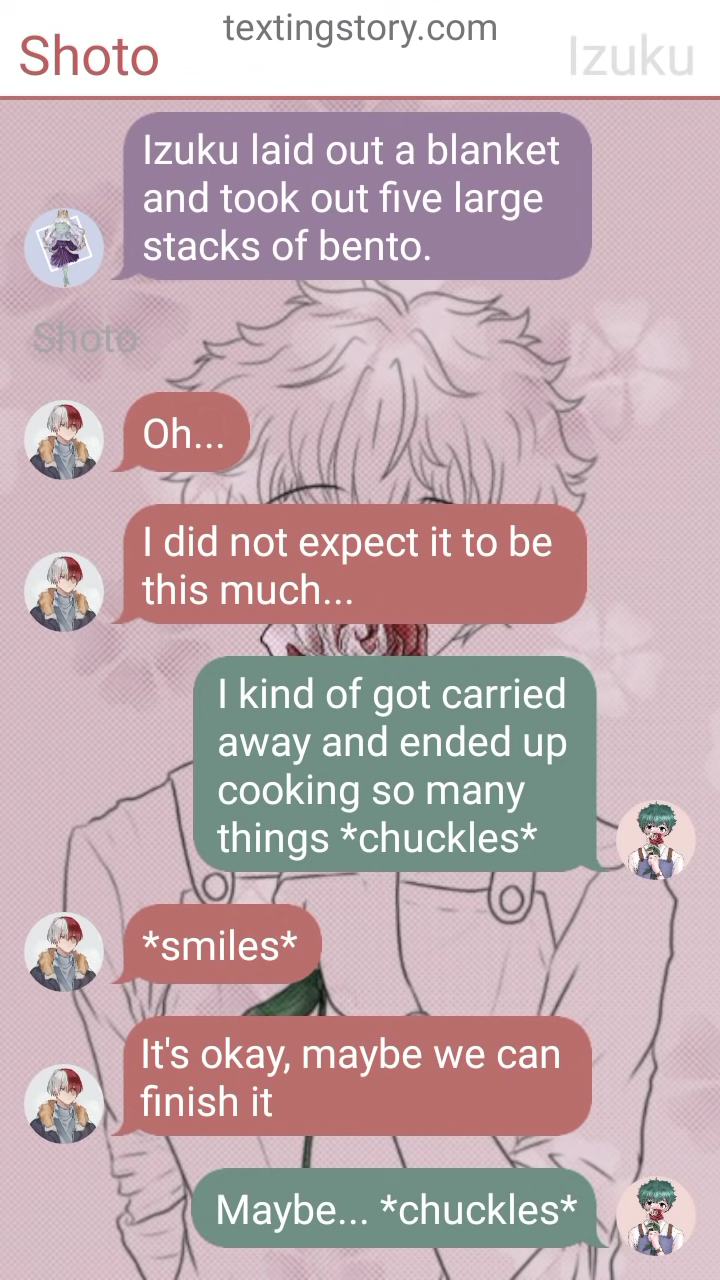 textingstory.com
Shoto
Izuku
Izuku laid out a blanket
and took out five large
stacks of bento.
Shoto
Oh...
I did not expect it to be
this much...
I kind of got carried
away and ended up
cooking so many
things *chuckles*
*smiles*
It's okay, maybe we can
finish it
Maybe... *chuckles*